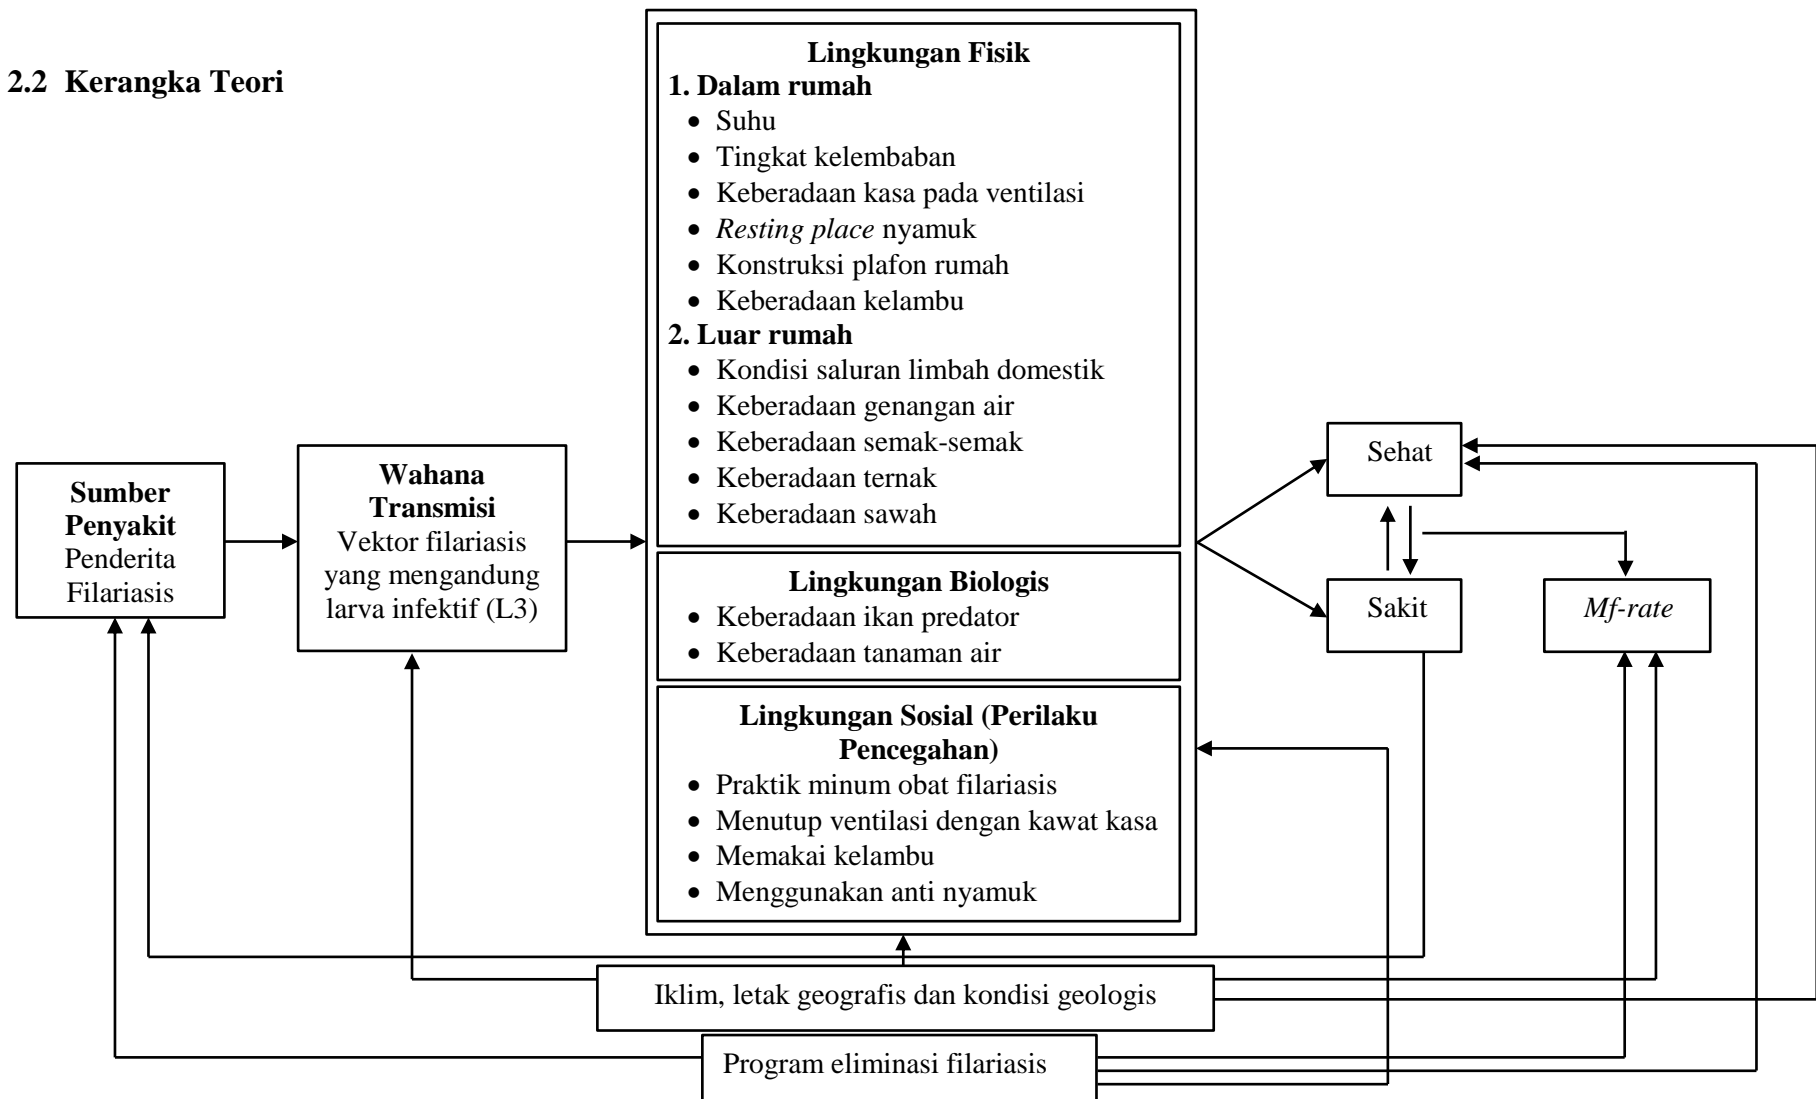 2.2 Kerangka Teori
Lingkungan Fisik
1. Dalam rumah
• Suhu
• Tingkat kelembaban
• Keberadaan kasa pada ventilasi
• Resting place nyamuk
• Konstruksi plafon rumah
• Keberadaan kelambu
2. Luar rumah
• Kondisi saluran limbah domestik
• Keberadaan genangan air
• Keberadaan semak-semak
• Keberadaan ternak
• Keberadaan sawah
Sumber
Penyakit
Penderita
Filariasis
Wahana
Transmisi
Vektor filariasis
yang mengandung
larva infektif (L3)
Lingkungan Biologis
• Keberadaan ikan predator
• Keberadaan tanaman air
Lingkungan Sosial (Perilaku
Pencegahan)
• Praktik minum obat filariasis
• Menutup ventilasi dengan kawat kasa
• Memakai kelambu
• Menggunakan anti nyamuk
Sehat
Sakit
Mf-rate
Iklim, letak geografis dan kondisi geologis
Program eliminasi filariasis